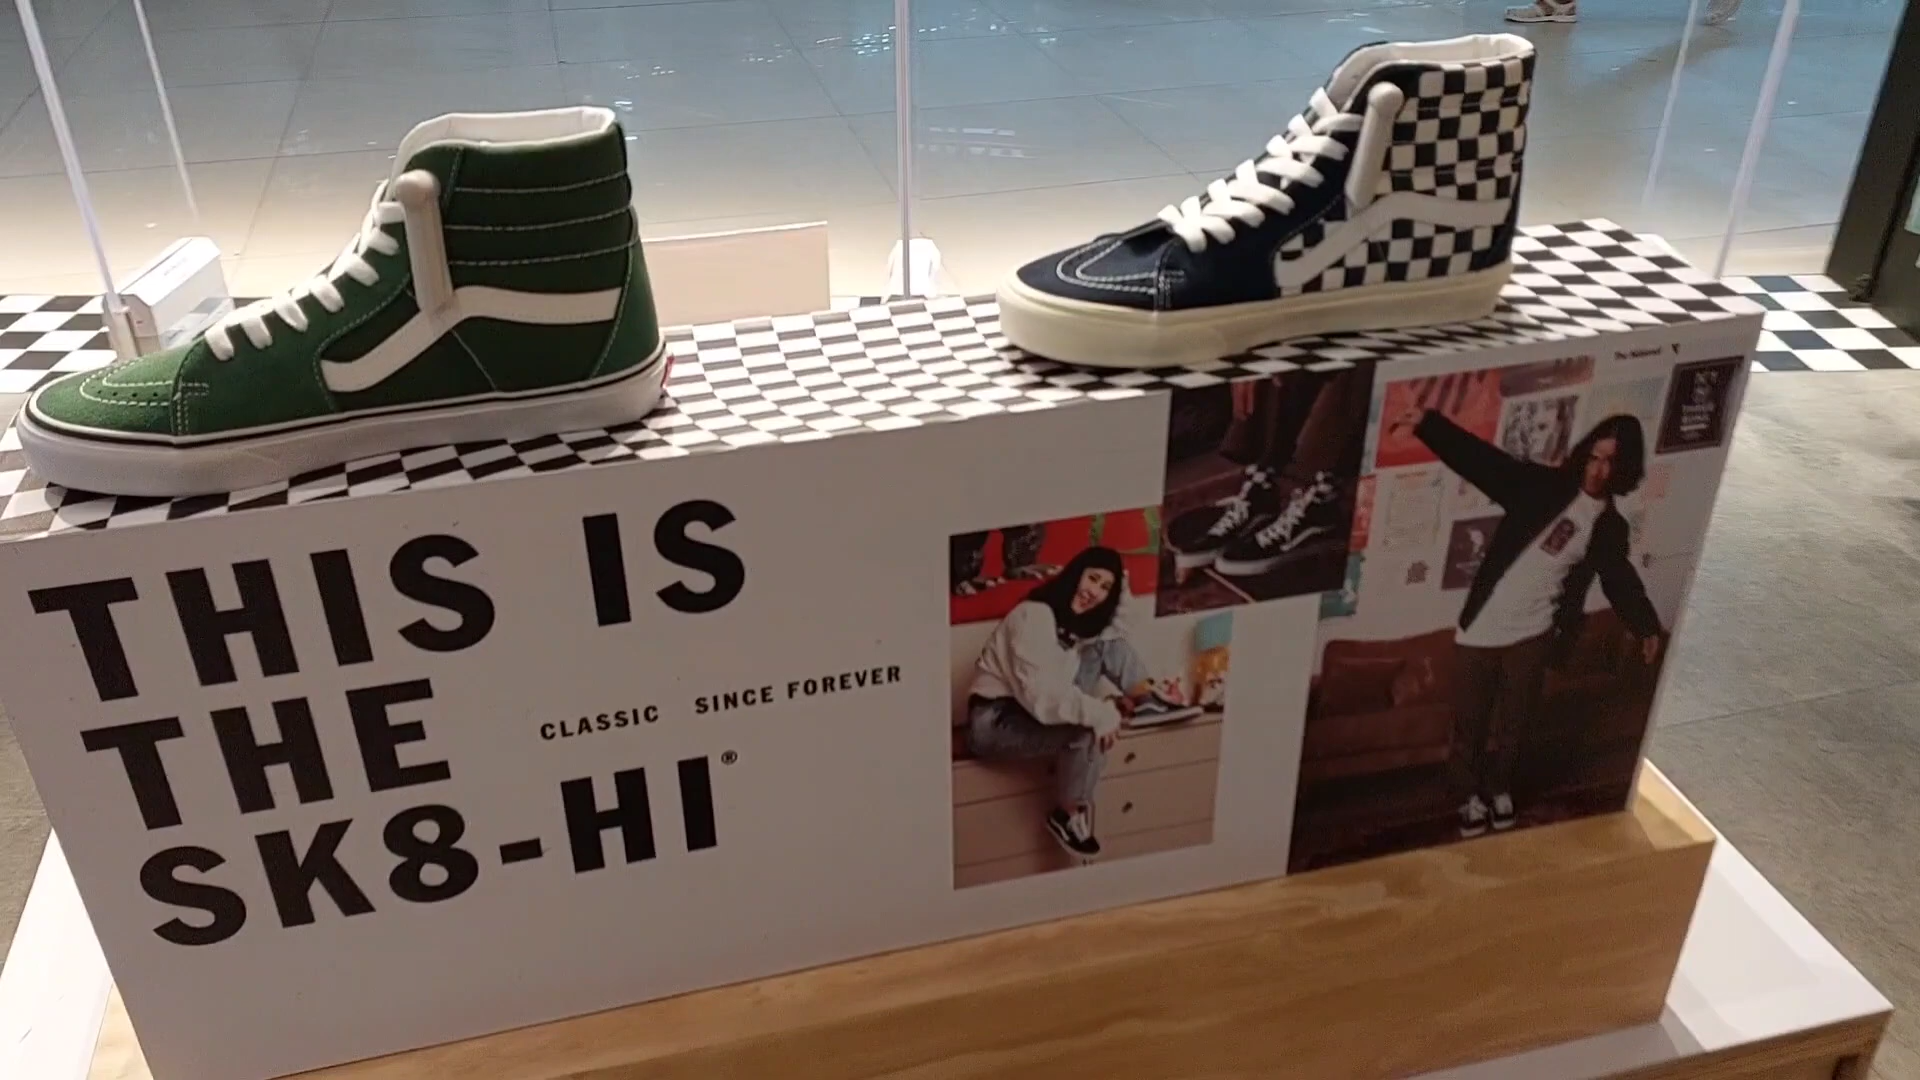 THIS IS
THE
CLASSIC SINCE FOREVER
SK8-HI®